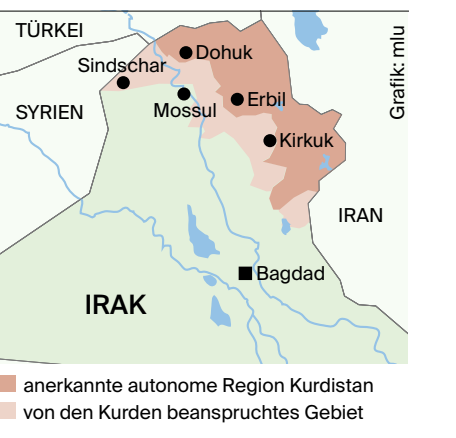 TÜRKEI
Dohuk
Sindschar
Erbil
SYRIEN
Mossul
Kirkuk
IRAN
Bagdad
IRAK
Grafik: mlu
anerkannte autonome Region Kurdistan
von den Kurden beanspruchtes Gebiet